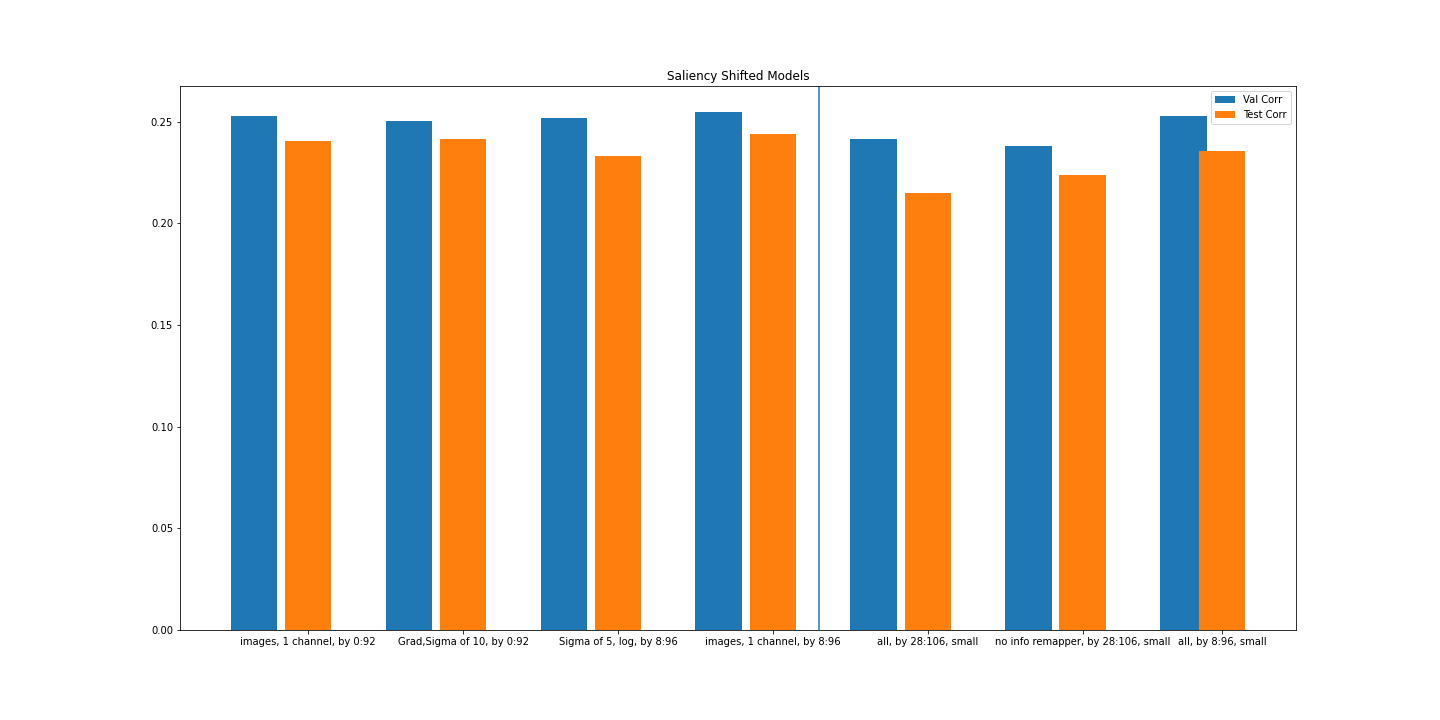 Saliency Shifted Models
Val Corr
Test Corr
0.25
0.20
0.15
0.10
0.05
0.00
images, 1 channel, by 0:92
Grad,Sigma of 10, by 0:92
Sigma of 5, log, by 8:96
images, 1 channel, by 8:96
all, by 28:106, small
no info remapper, by 28:106, small
all, by 8:96, small